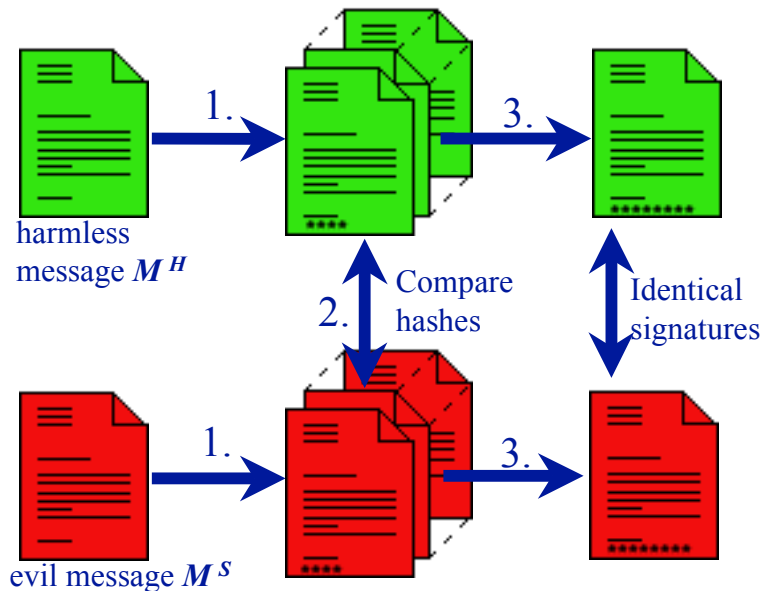 1.
3.
****
********
harmless
message M^H
2.
Compare
hashes
Identical
signatures
1.
3.
****
********
evil message M^S